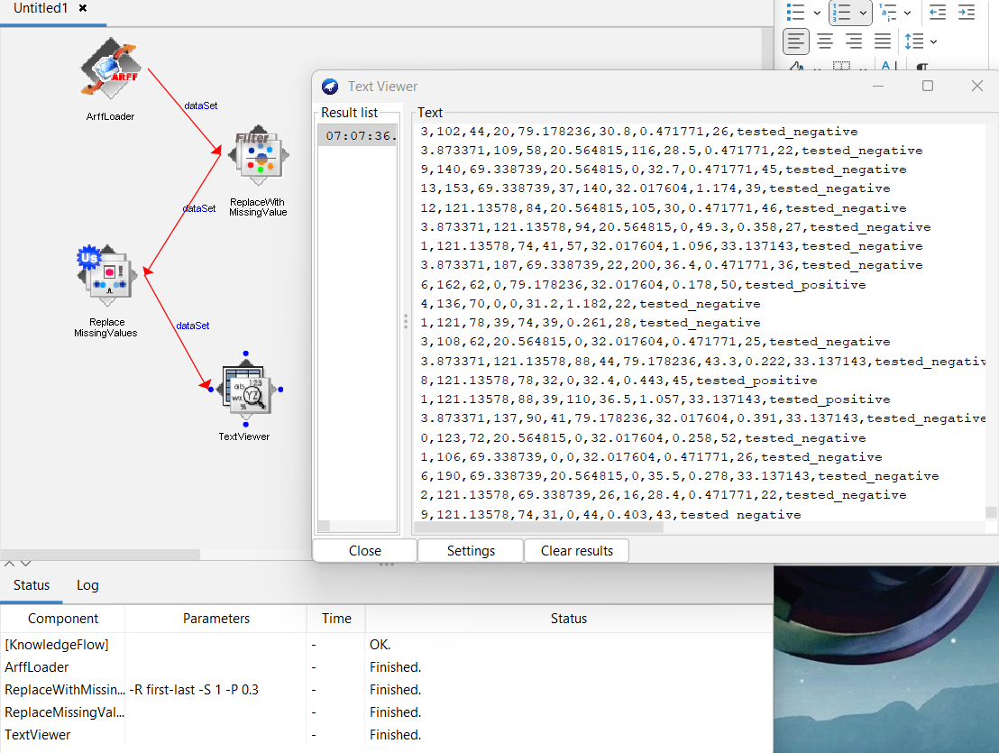 Untitled1
ARFF
ArffLoader
dataSet
Filter
ReplaceWith
MissingValue
dataSet
Us
Replace
MissingValues
dataSet
TextViewer
Text Viewer
Result list
07:07:36.
Text
3,102,44,20,79.178236,30.8,0.471771,26,tested_negative
3.873371,109,58,20.564815,116,28.5,0.471771,22,tested_negative
9,140,69.338739,20.564815,0,32.7,0.471771,45,tested_negative
13,153,69.338739,37,140,32.017604,1.174,39,tested_negative
12,121.13578,84,20.564815,105,30,0.471771,46,tested_negative
3.873371,121.13578,94,20.564815,0,49.3,0.358,27,tested_negative
1,121.13578,74,41,57,32.017604,1.096,33.137143,tested_negative
3.873371,187,69.338739,22,200,36.4,0.471771,36,tested_negative
6,162,62,0,79.178236,32.017604,0.178,50,tested_positive
4,136,70,0,0,31.2,1.182,22,tested_negative
1,121,78,39,74,39,0.261,28,tested_negative
3,108,62,20.564815,0,32.017604,0.471771,25,tested_negative
3.873371,121.13578,88,44,79.178236,43.3,0.222,33.137143,tested_negativ
8,121.13578,78,32,0,32.4,0.443,45,tested_positive
1,121.13578,88,39,110,36.5,1.057,33.137143,tested_positive
3.873371,137,90,41,79.178236,32.017604,0.391,33.137143,tested_negative
0,123,72,20.564815,0,32.017604,0.258,52,tested_negative
1,106,69.338739,0,0,32.017604,0.471771,26,tested_negative
6,190,69.338739,20.564815,0,35.5,0.278,33.137143,tested_negative
2,121.13578,69.338739,26,16,28.4,0.471771,22,tested_negative
9,121.13578,74,31,0,44,0.403,43,tested_negative
Close Settings Clear results
Status Log
Component Parameters Time Status
[KnowledgeFlow] - OK.
ArffLoader - Finished.
ReplaceWithMissin... -R first-last -S 1 -P 0.3 - Finished.
ReplaceMissingVal... - Finished.
TextViewer - Finished.